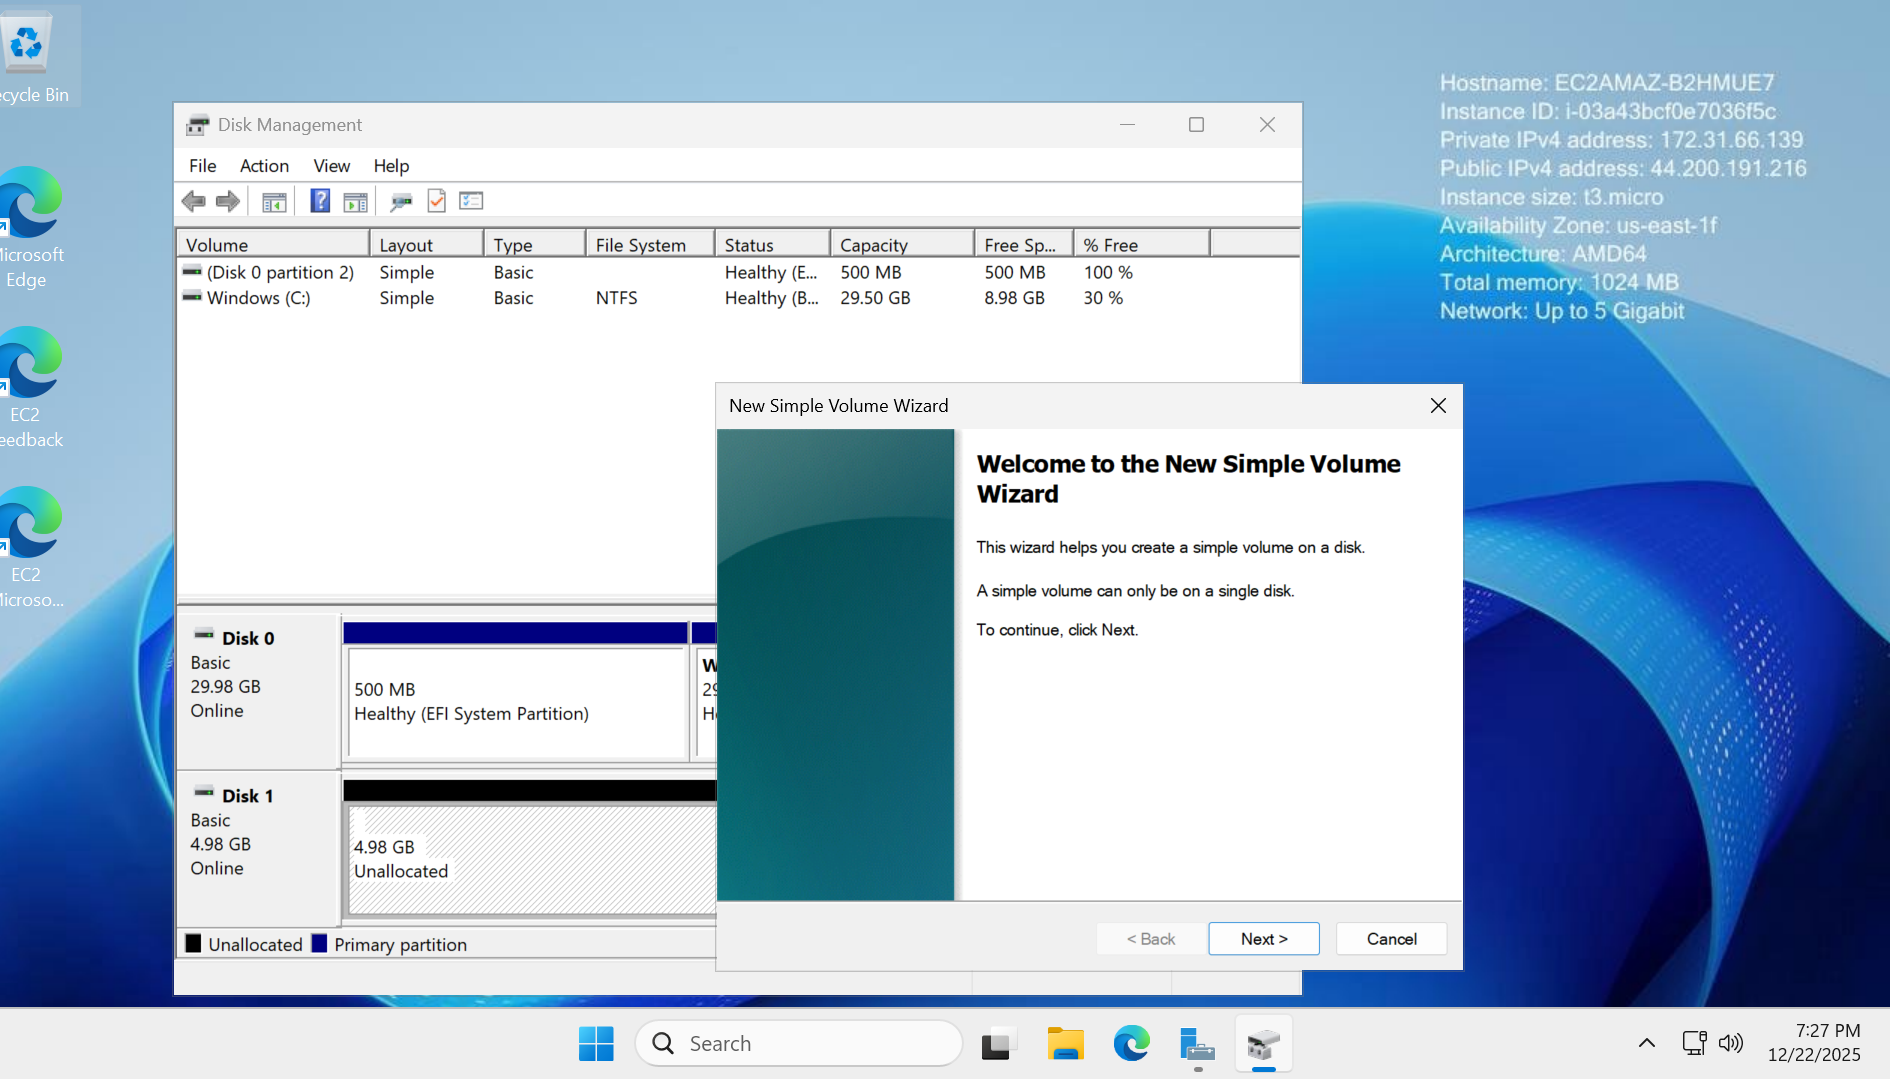 ecycle Bin
Microsoft
Edge
EC2
eedback
EC2
Microso...
Hostname: EC2AMAZ-B2HMUE7
Instance ID: i-03a43bcf0e7036f5c
Private IPv4 address: 172.31.66.139
Public IPv4 address: 44.200.191.216
Instance size: t3.micro
Availability Zone: us-east-1f
Architecture: AMD64
Total memory: 1024 MB
Network: Up to 5 Gigabit
Disk Management
File Action View Help
Volume Layout Type File System Status Capacity Free Sp... % Free
(Disk 0 partition 2) Simple Basic Healthy (E... 500 MB 500 MB 100 %
Windows (C:) Simple Basic NTFS Healthy (B... 29.50 GB 8.98 GB 30 %
Disk 0
Basic
29.98 GB
Online
500 MB
Healthy (EFI System Partition)
W
29
He
Disk 1
Basic
4.98 GB
Online
4.98 GB
Unallocated
Unallocated Primary partition
New Simple Volume Wizard
Welcome to the New Simple Volume
Wizard
This wizard helps you create a simple volume on a disk.
A simple volume can only be on a single disk.
To continue, click Next.
< Back Next > Cancel
Search
7:27 PM
12/22/2025